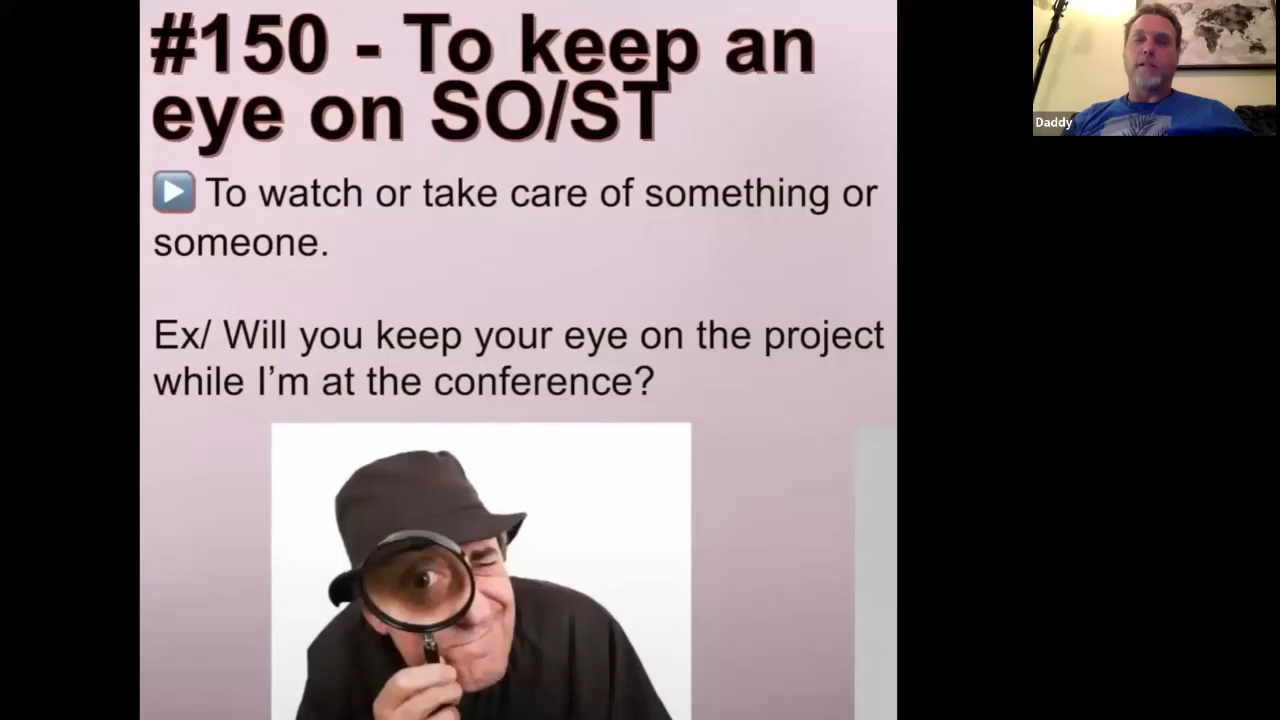 #150 - To keep an
eye on SO/ST
▶️ To watch or take care of something or
someone.
Ex/ Will you keep your eye on the project
while I’m at the conference?
Daddy